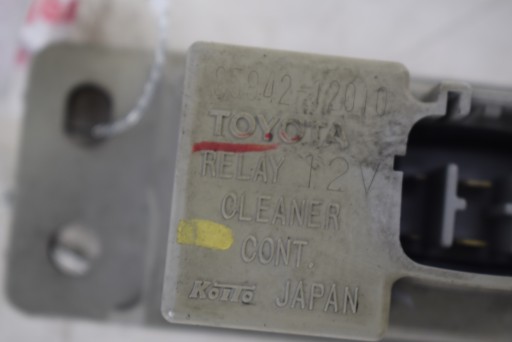 TOYOTA
RELAY 12V
CLEANER
CONT.
KOITO JAPAN